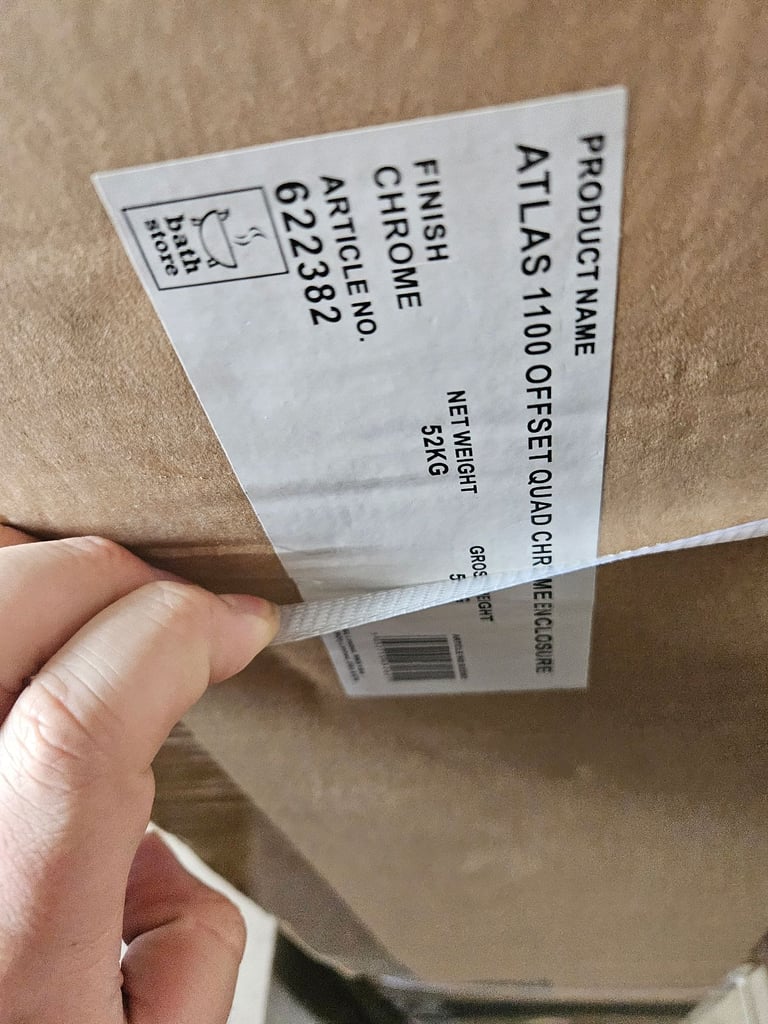 PRODUCT NAME
ATLAS 1100 OFFSET QUAD CHR ME ENCLOSURE
FINISH
CHROME
NET WEIGHT
52KG
ARTICLE NO.
622382
bath
store